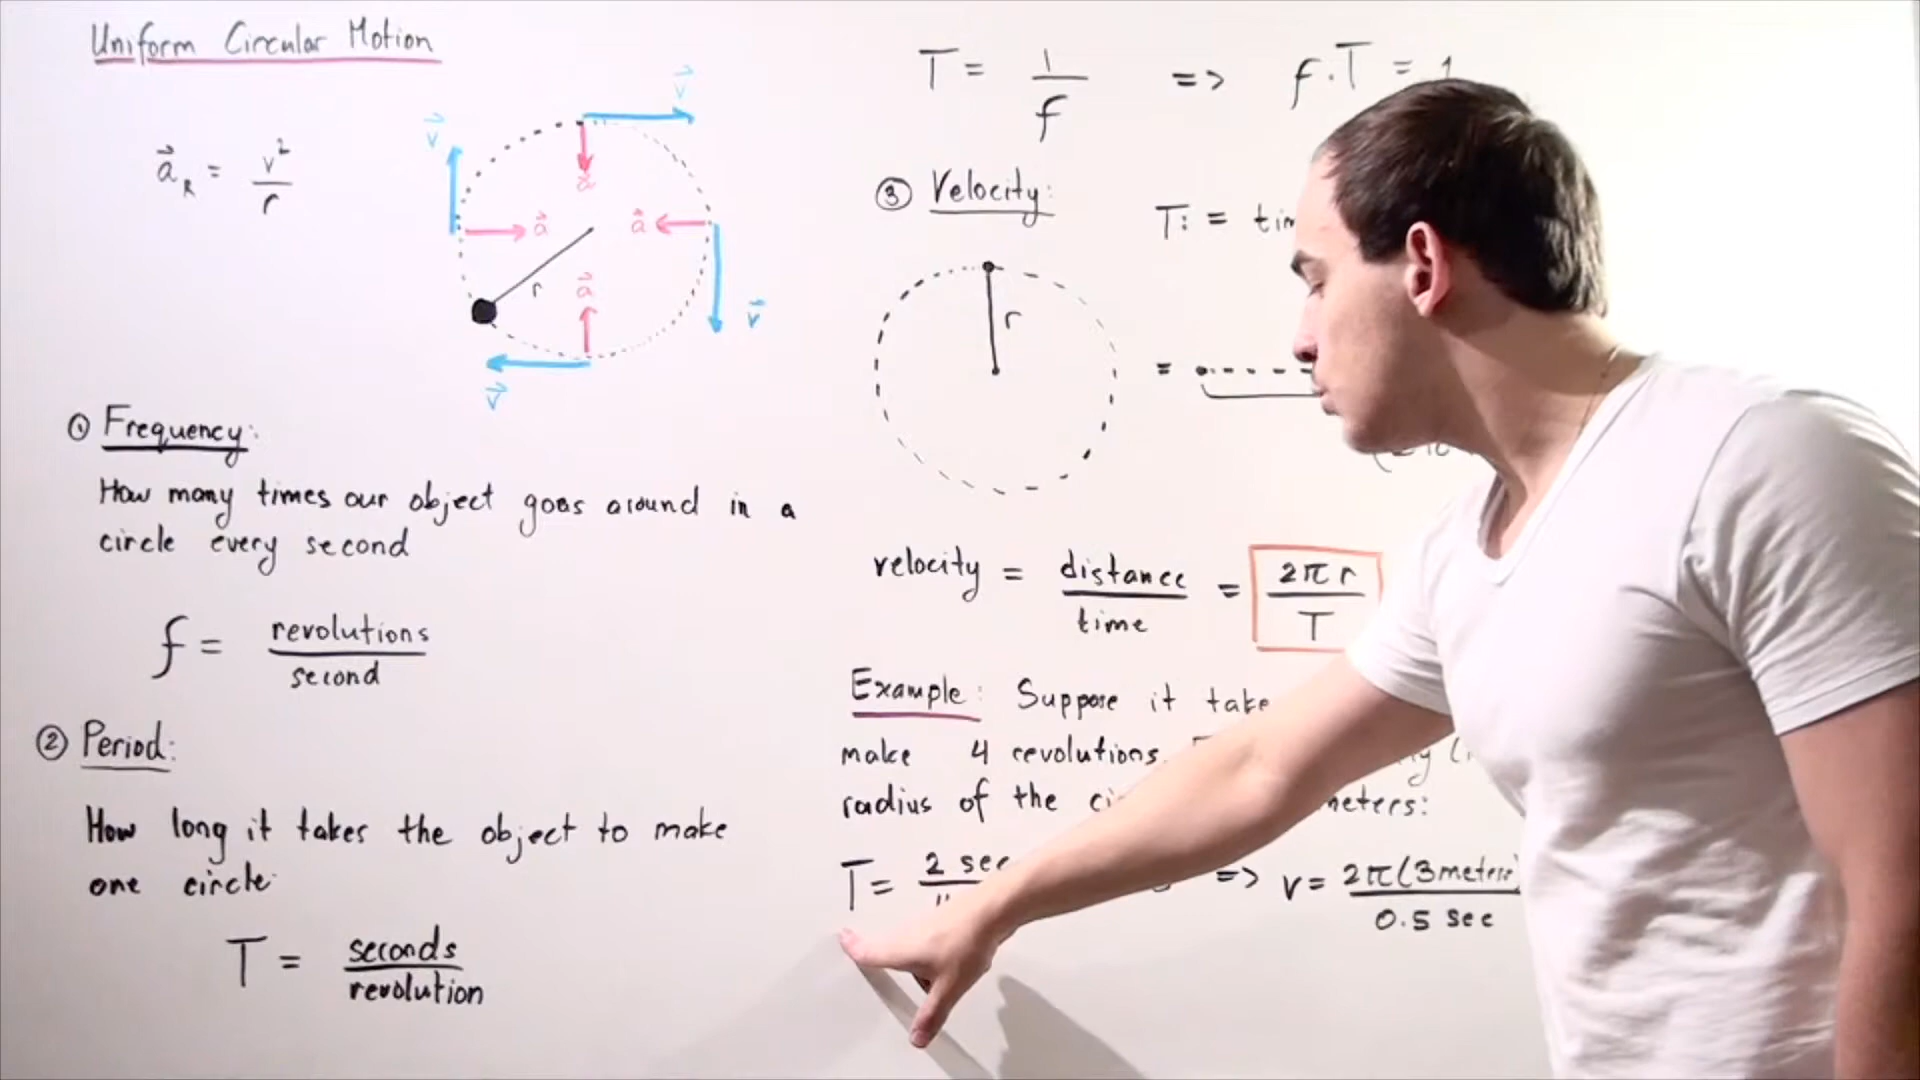 Uniform Circular Motion
a⃗_R = v²/r
v⃗
v⃗
a⃗
a⃗
a⃗
a⃗
r
v⃗
v⃗
① Frequency:
How many times our object goes around in a
circle every second
f = revolutions/second
② Period:
How long it takes the object to make
one circle
T = seconds/revolution
T = 1/f => f·T = 1
③ Velocity:
T: =
r
=
velocity = distance/time = 2πr/T
Example: Suppose it
make 4 revolutions.
radius of the
meters:
T = 2 sec
=> v = 2π(3 meters)/0.5 sec